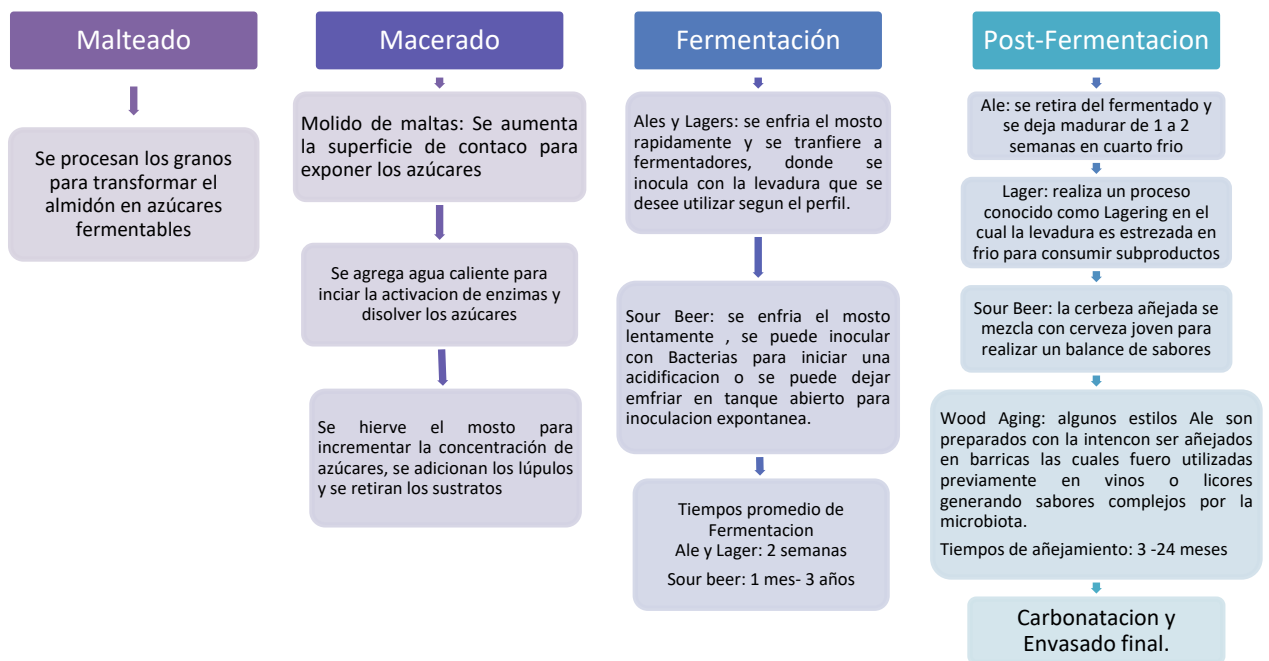 Malteado
Se procesan los granos
para transformar el
almidón en azúcares
fermentables
Macerado
Molido de maltas: Se aumenta
la superficie de contaco para
exponer los azúcares
Se agrega agua caliente para
inciar la activacion de enzimas y
disolver los azúcares
Se hierve el mosto para
incrementar la concentración de
azúcares, se adicionan los lúpulos
y se retiran los sustratos
Fermentación
Ales y Lagers: se enfria el mosto
rapidamente y se tranfiere a
fermentadores, donde se
inocula con la levadura que se
desee utilizar segun el perfil.
Sour Beer: se enfria el mosto
lentamente , se puede inocular
con Bacterias para iniciar una
acidificacion o se puede dejar
emfriar en tanque abierto para
inoculacion expontanea.
Tiempos promedio de
Fermentacion
Ale y Lager: 2 semanas
Sour beer: 1 mes- 3 años
Post-Fermentacion
Ale: se retira del fermentado y
se deja madurar de 1 a 2
semanas en cuarto frio
Lager: realiza un proceso
conocido como Lagering en el
cual la levadura es estrezada en
frio para consumir subproductos
Sour Beer: la cerbeza añejada se
mezcla con cerveza joven para
realizar un balance de sabores
Wood Aging: algunos estilos Ale son
preparados con la intencon ser añejados
en barricas las cuales fuero utilizadas
previamente en vinos o licores
generando sabores complejos por la
microbiota.
Tiempos de añejamiento: 3 -24 meses
Carbonatacion y
Envasado final.